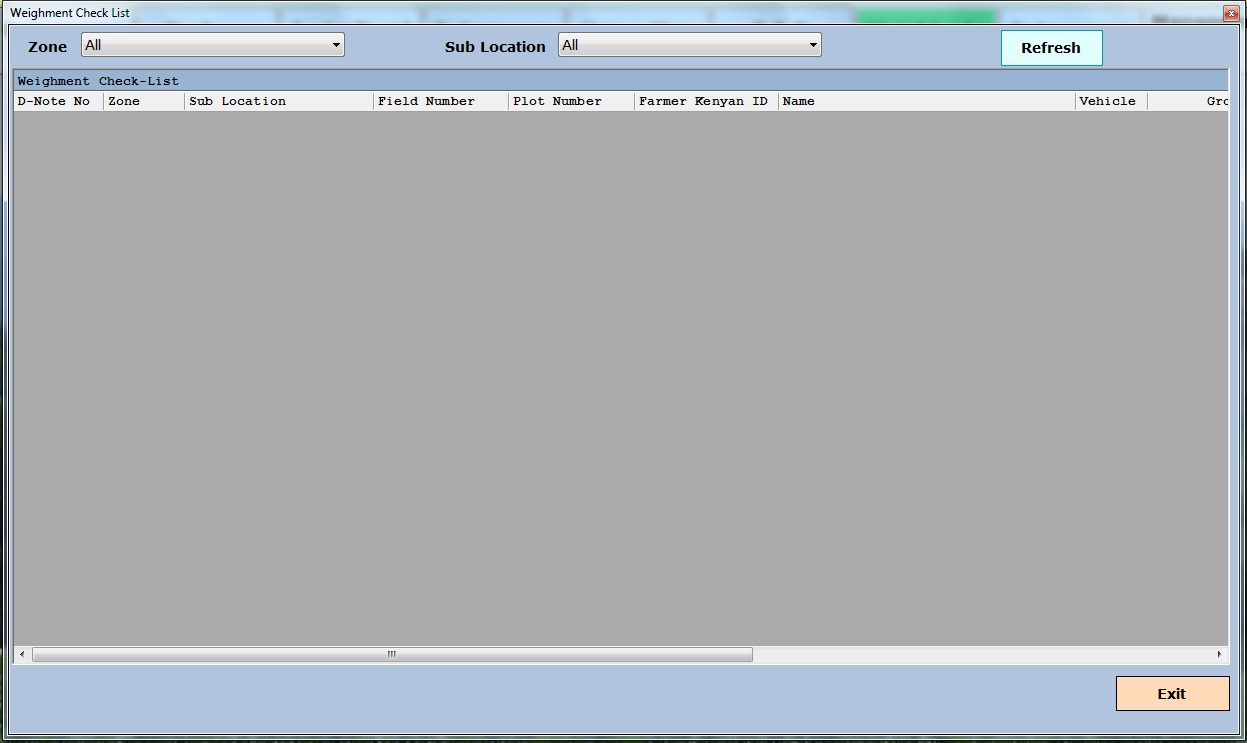 Weighment Check List
Zone All Sub Location All Refresh
Weighment Check-List
D-Note No Zone Sub Location Field Number Plot Number Farmer Kenyan ID Name Vehicle Gro
Exit